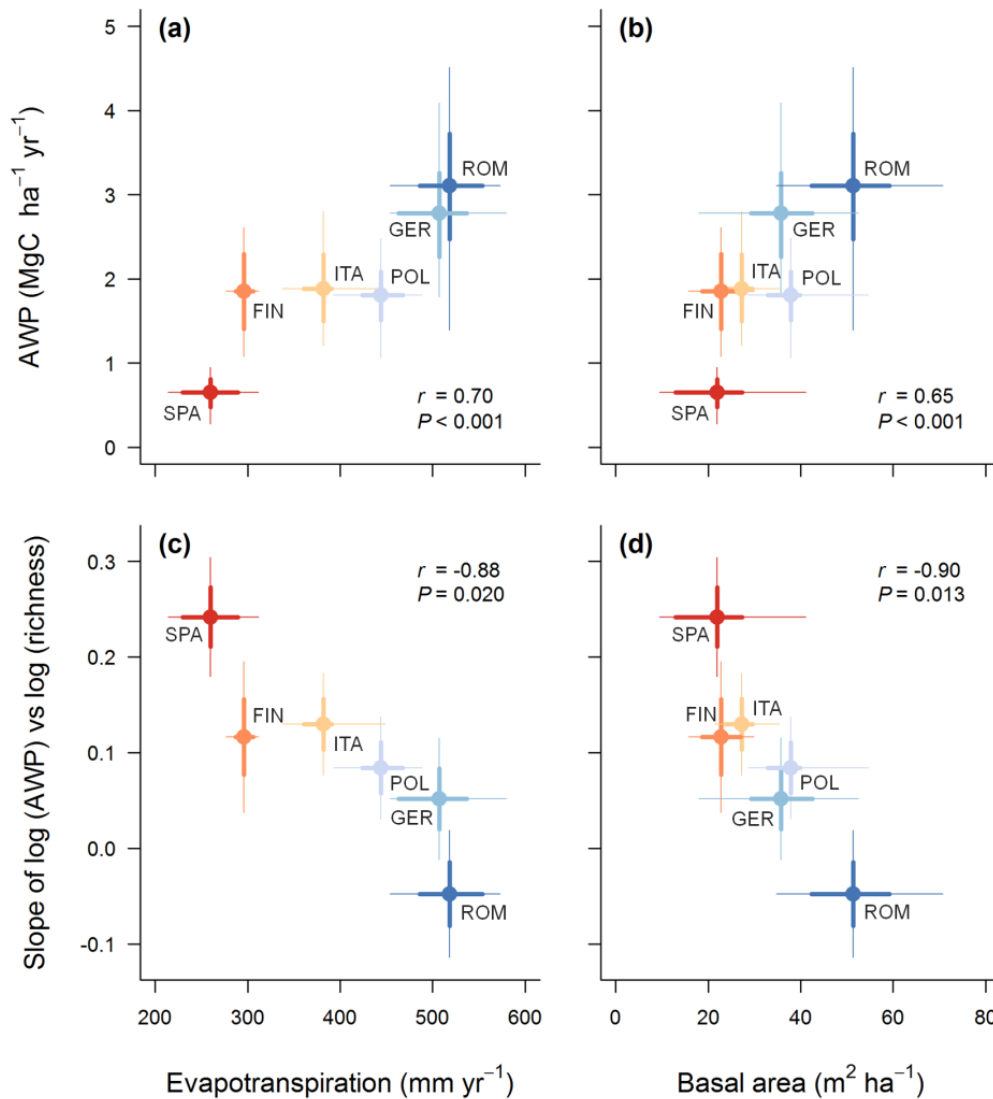 (a)
AWP (MgC ha⁻¹ yr⁻¹)
5
4
3
2
1
0
ROM
GER
ITA
POL
FIN
SPA
r = 0.70
P < 0.001
(b)
ROM
GER
ITA
POL
FIN
SPA
r = 0.65
P < 0.001
(c)
Slope of log (AWP) vs log (richness)
0.3
0.2
0.1
0.0
-0.1
r = -0.88
P = 0.020
SPA
FIN
ITA
POL
GER
ROM
200 300 400 500 600
Evapotranspiration (mm yr⁻¹)
(d)
r = -0.90
P = 0.013
SPA
FIN
ITA
POL
GER
ROM
0 20 40 60 80
Basal area (m² ha⁻¹)